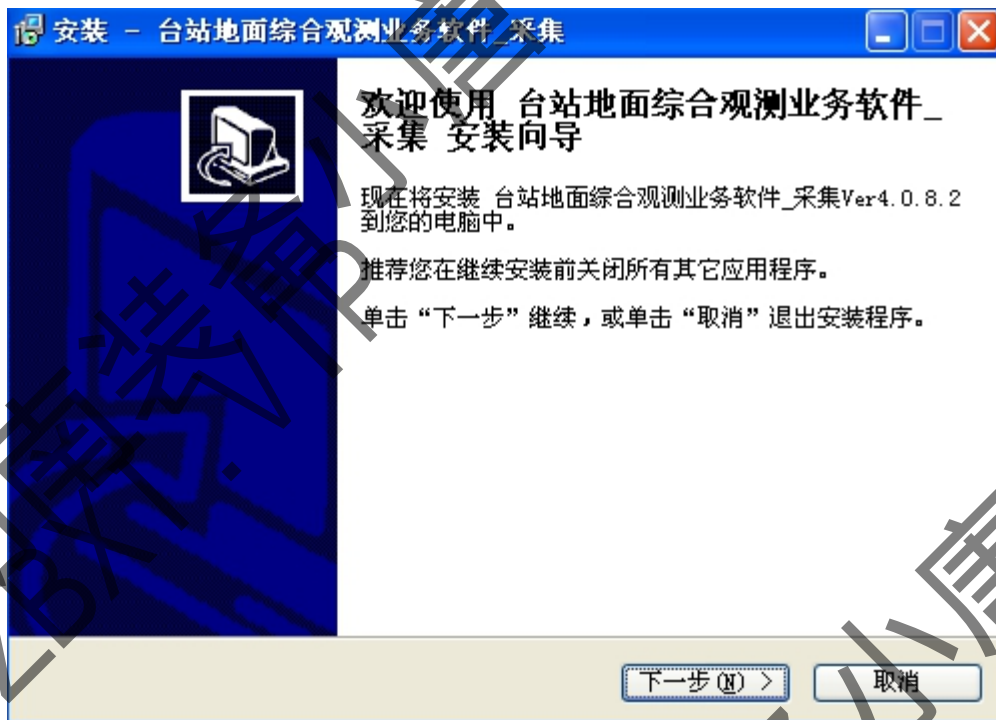 安装 - 台站地面综合观测业务软件_采集
欢迎使用 台站地面综合观测业务软件_
采集 安装向导
现在将安装 台站地面综合观测业务软件_采集Ver4.0.8.2
到您的电脑中。
推荐您在继续安装前关闭所有其它应用程序。
单击“下一步”继续，或单击“取消”退出安装程序。
下一步(N) >
取消